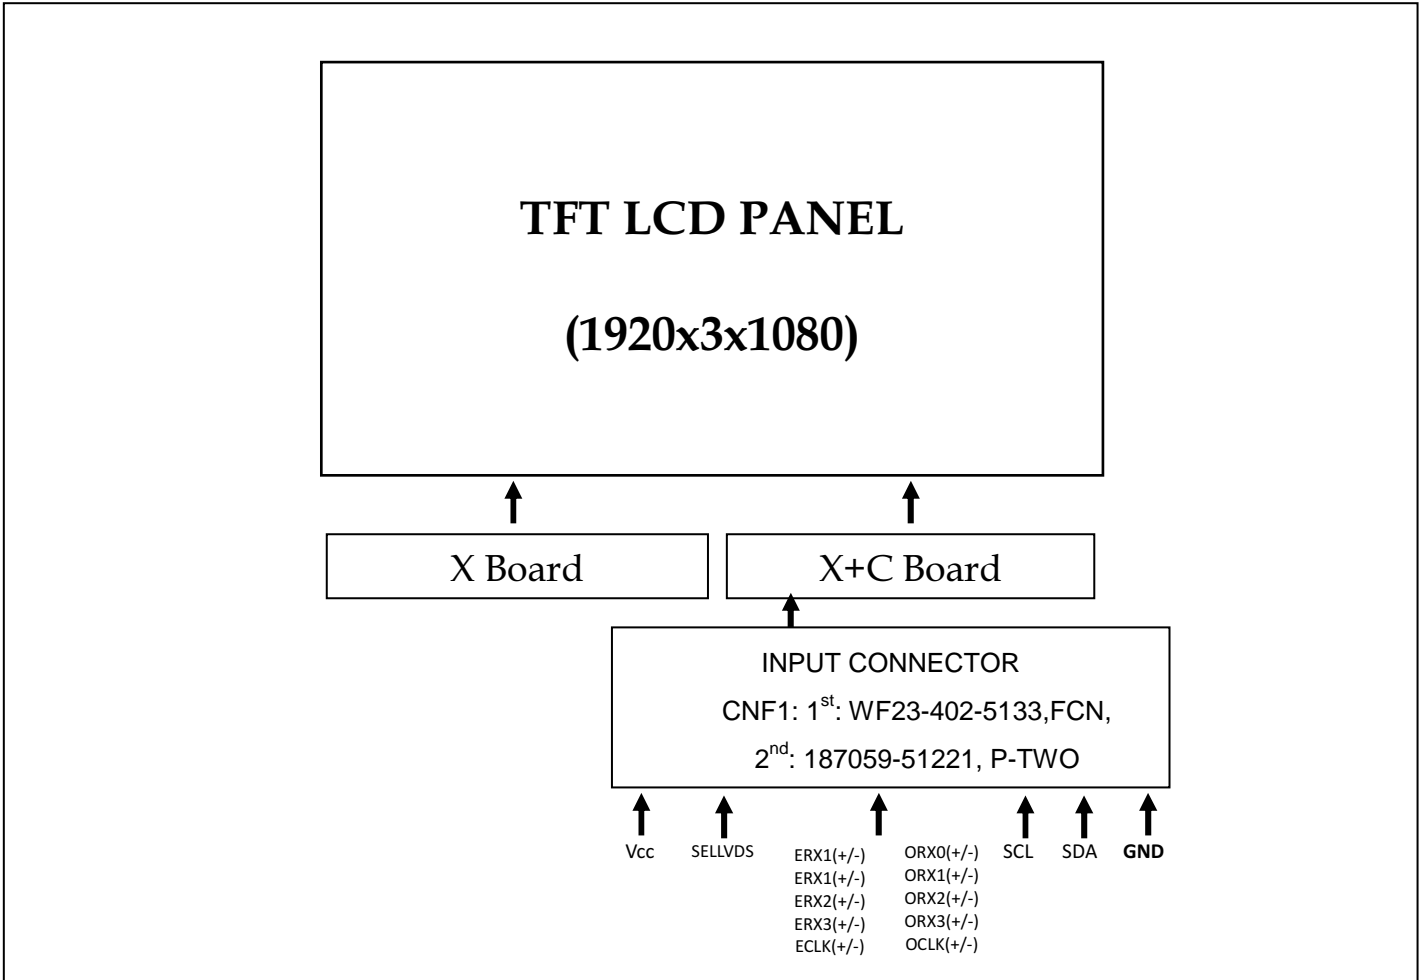 TFT LCD PANEL
(1920x3x1080)
X Board
X+C Board
INPUT CONNECTOR
CNF1: 1st: WF23-402-5133,FCN,
2nd: 187059-51221, P-TWO
Vcc
SELLVDS
ERX1(+/-)
ERX1(+/-)
ERX2(+/-)
ERX3(+/-)
ECLK(+/-)
ORX0(+/-)
ORX1(+/-)
ORX2(+/-)
ORX3(+/-)
OCLK(+/-)
SCL
SDA
GND